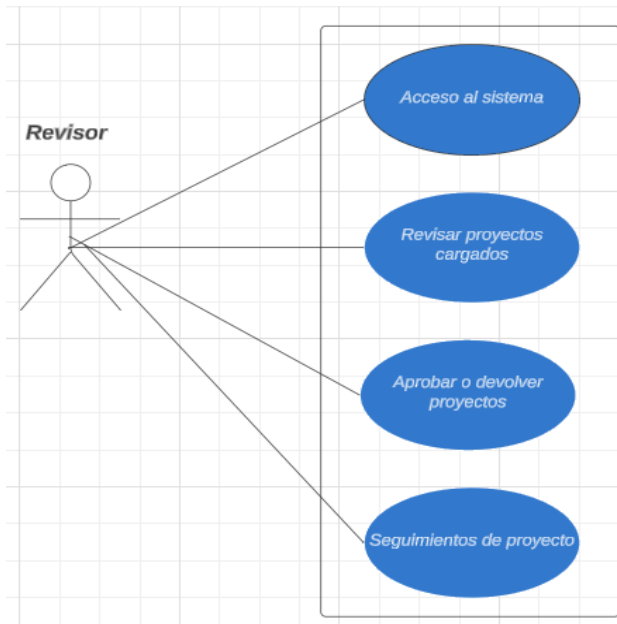 Acceso al sistema
Revisor
Revisar proyectos
cargados
Aprobar o devolver
proyectos
Seguimientos de proyecto